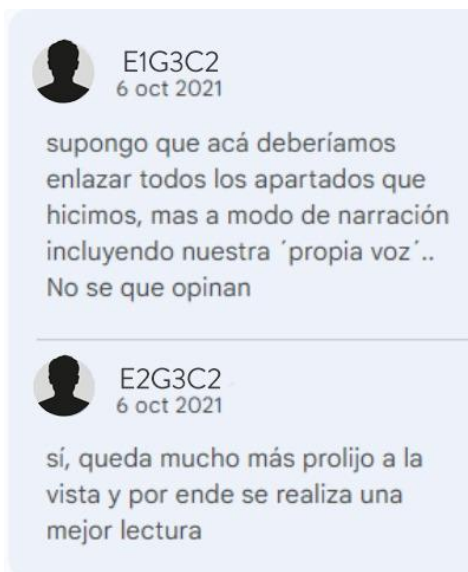 E1G3C2
6 oct 2021
supongo que acá deberíamos
enlazar todos los apartados que
hicimos, mas a modo de narración
incluyendo nuestra ´propia voz´..
No se que opinan
E2G3C2
6 oct 2021
sí, queda mucho más prolijo a la
vista y por ende se realiza una
mejor lectura